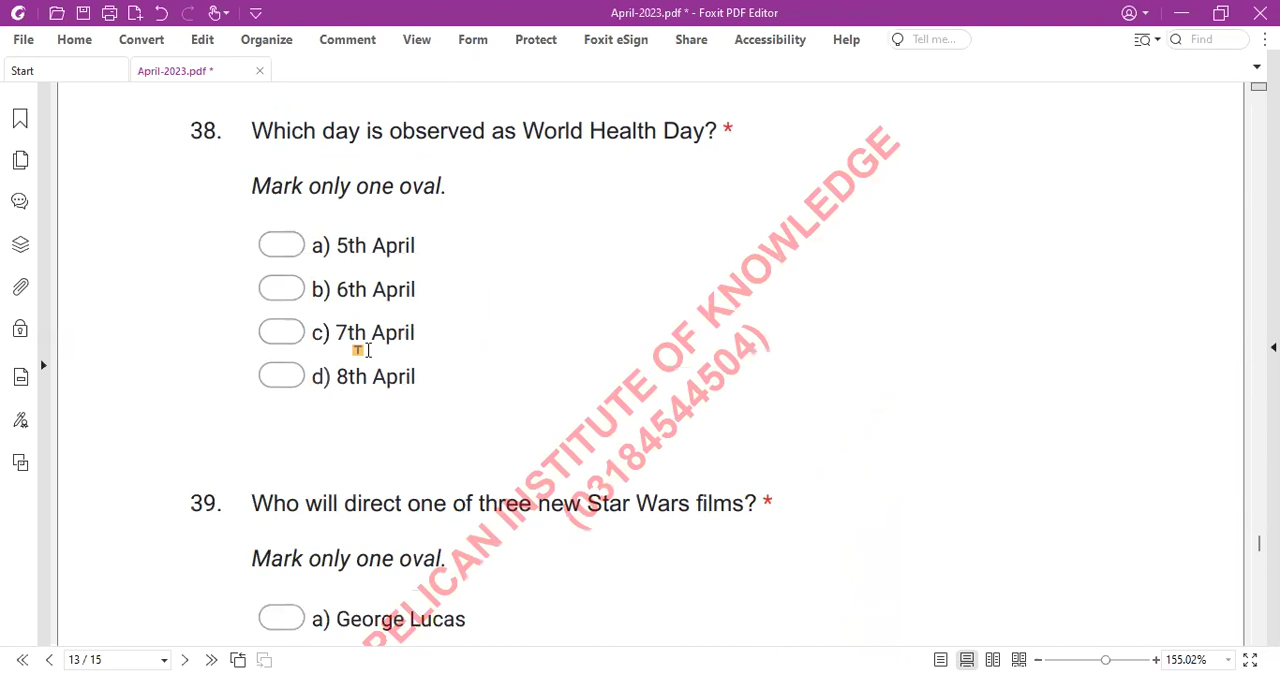 April-2023.pdf * - Foxit PDF Editor
File Home Convert Edit Organize Comment View Form Protect Foxit eSign Share Accessibility Help Tell me... Find
Start April-2023.pdf *
38. Which day is observed as World Health Day? *
Mark only one oval.
a) 5th April
b) 6th April
c) 7th April
T
d) 8th April
PELICAN INSTITUTE OF KNOWLEDGE
(03184544504)
39. Who will direct one of three new Star Wars films? *
Mark only one oval.
a) George Lucas
13 / 15 155.02%